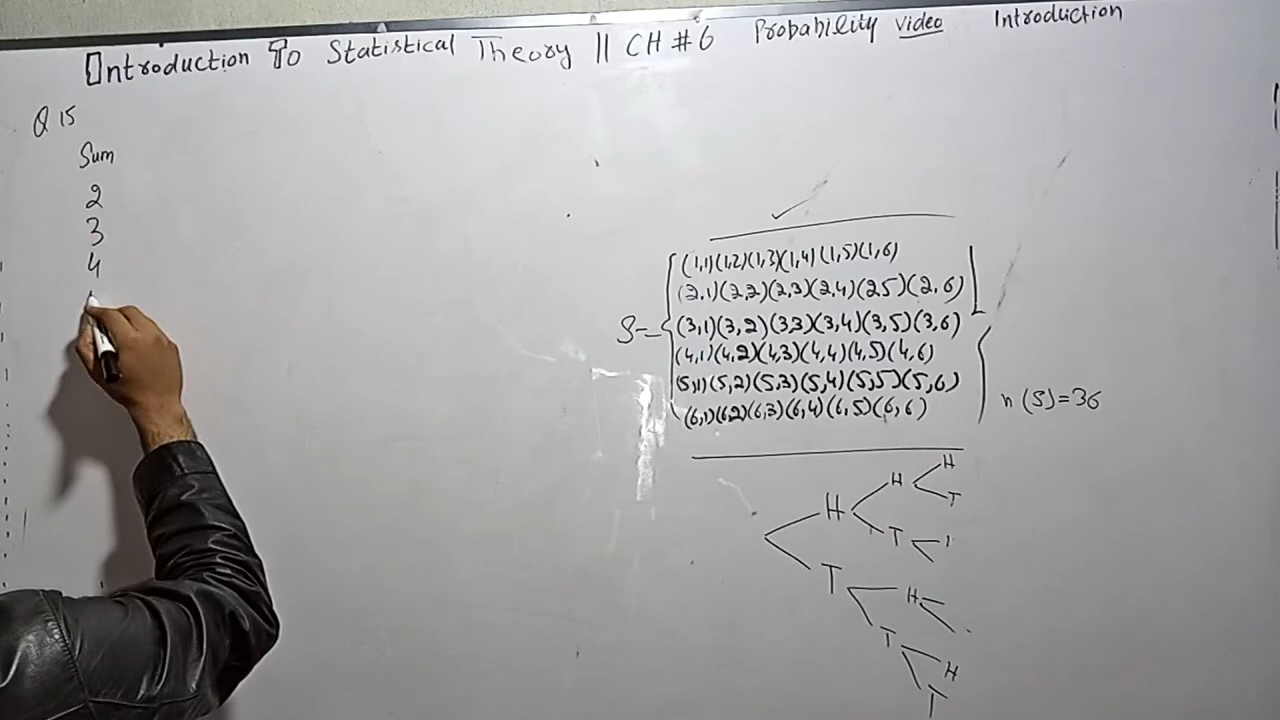 Introduction To Statistical Theory || CH # 6 Probability Video Introduction
Q 15
Sum
2
3
4
S =
(1,1)(1,2)(1,3)(1,4)(1,5)(1,6)
(2,1)(2,2)(2,3)(2,4)(2,5)(2,6)
(3,1)(3,2)(3,3)(3,4)(3,5)(3,6)
(4,1)(4,2)(4,3)(4,4)(4,5)(4,6)
(5,1)(5,2)(5,3)(5,4)(5,5)(5,6)
(6,1)(6,2)(6,3)(6,4)(6,5)(6,6)
n(S)=36
H
H
H
T
T
T
H
T
H
T